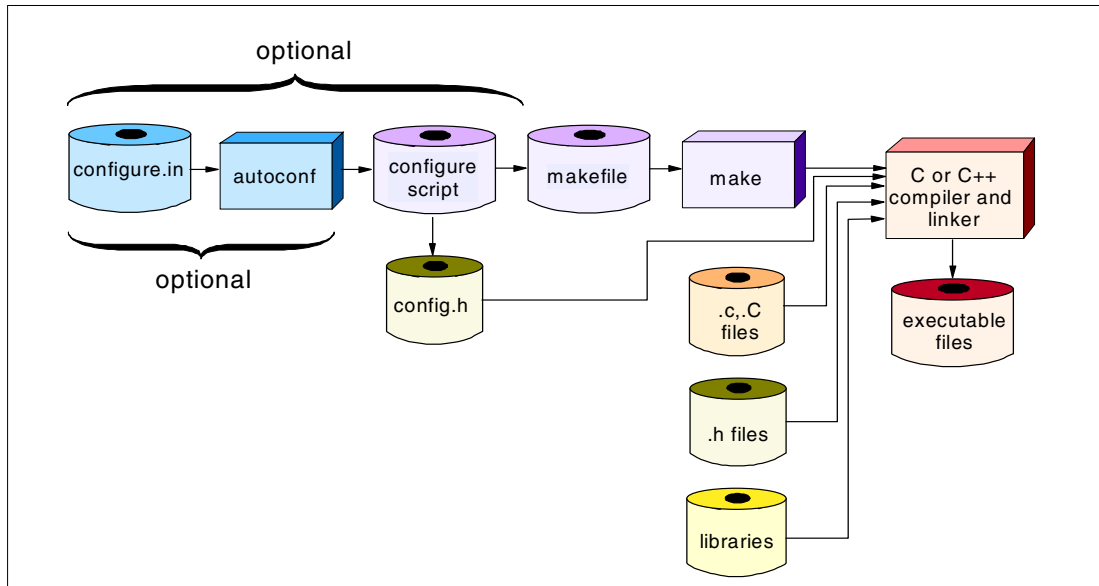 optional
configure.in
autoconf
configure
script
makefile
make
C or C++
compiler and
linker
optional
config.h
.c,.C
files
executable
files
.h files
libraries